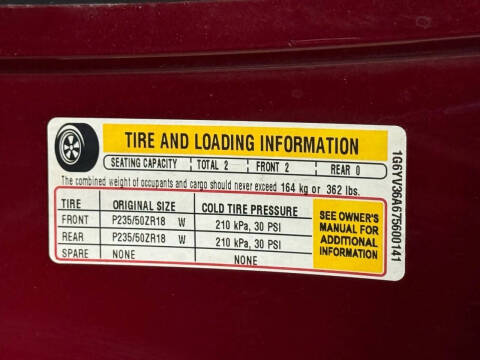 TIRE AND LOADING INFORMATION
SEATING CAPACITY TOTAL 2 FRONT 2 REAR 0
The combined weight of occupants and cargo should never exceed 164 kg or 362 lbs.
TIRE ORIGINAL SIZE COLD TIRE PRESSURE
FRONT P235/50ZR18 W 210 kPa, 30 PSI
REAR P235/50ZR18 W 210 kPa, 30 PSI
SPARE NONE NONE
SEE OWNER'S
MANUAL FOR
ADDITIONAL
INFORMATION
1G6YV36A675600141